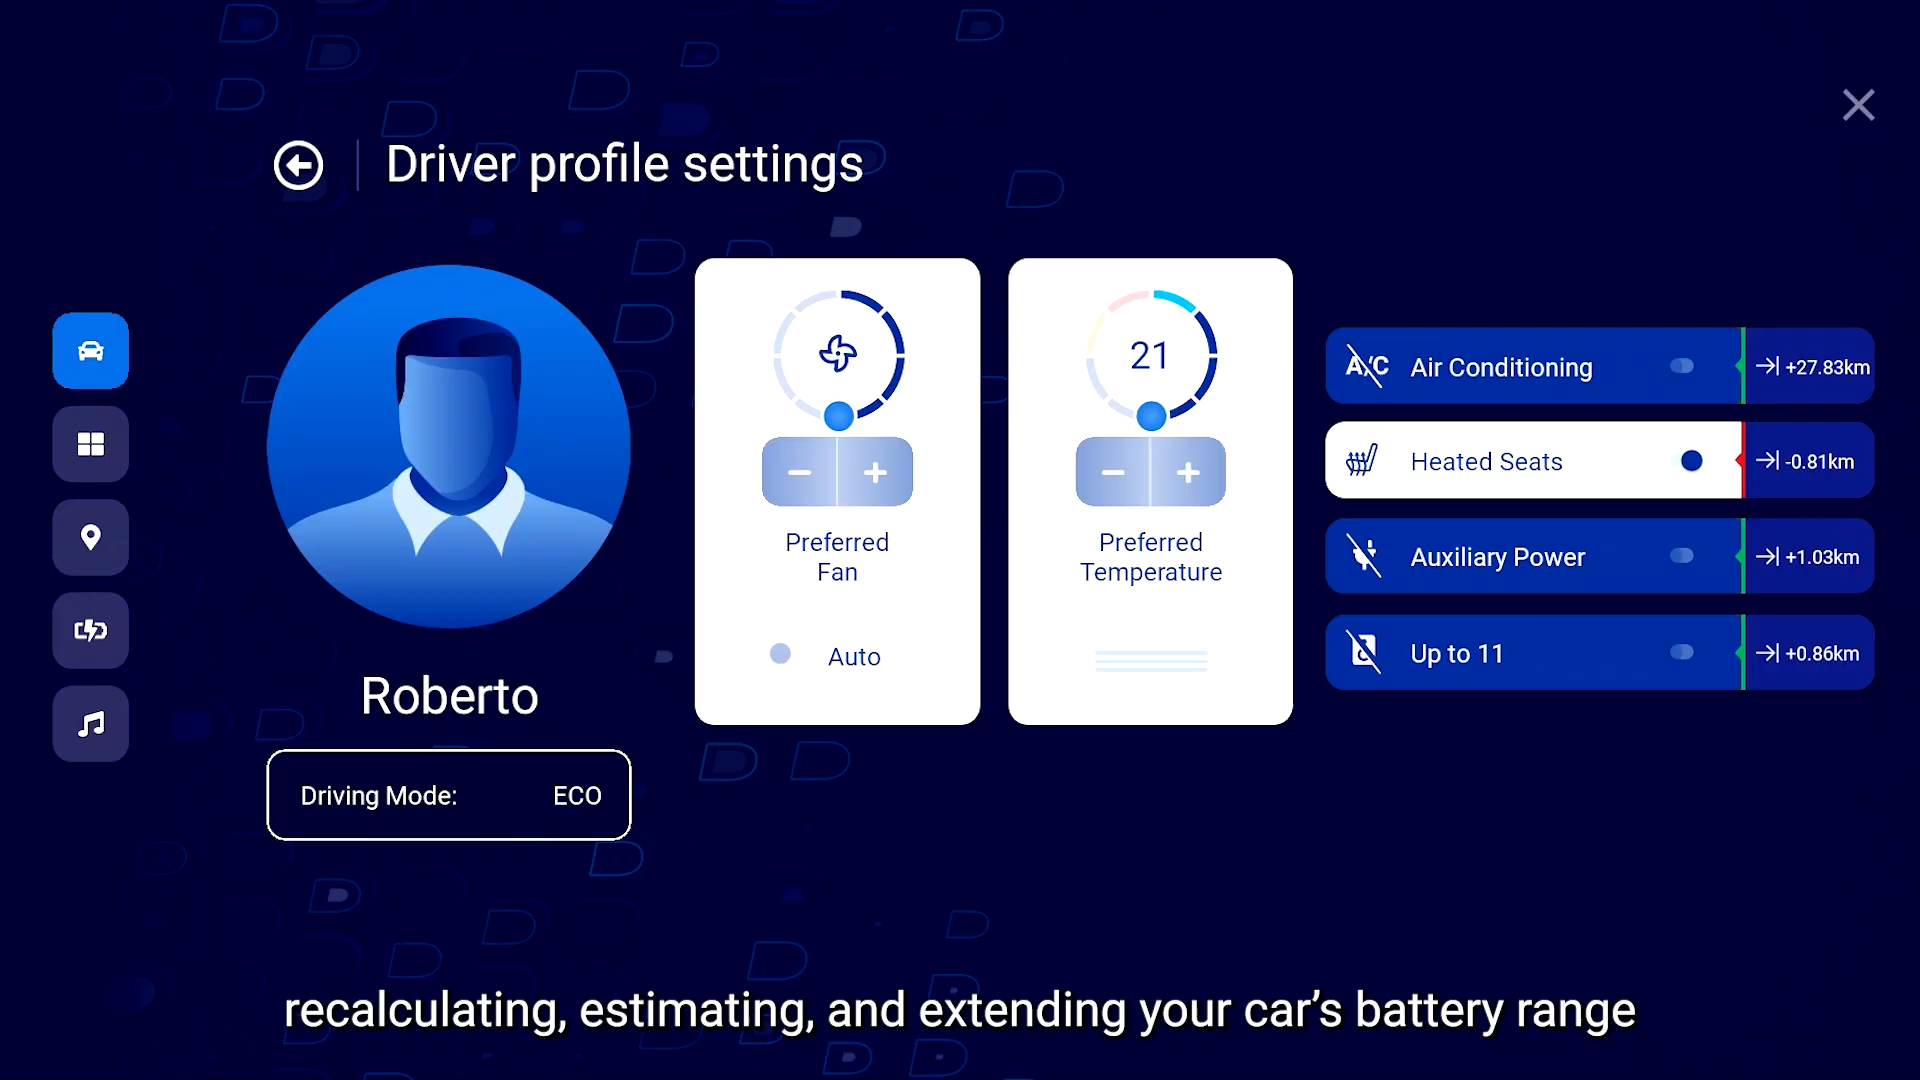 Driver profile settings
21
Preferred
Fan
Auto
Preferred
Temperature
A/C Air Conditioning +27.83km
Heated Seats -0.81km
Auxiliary Power +1.03km
Up to 11 +0.86km
Roberto
Driving Mode: ECO
recalculating, estimating, and extending your car's battery range